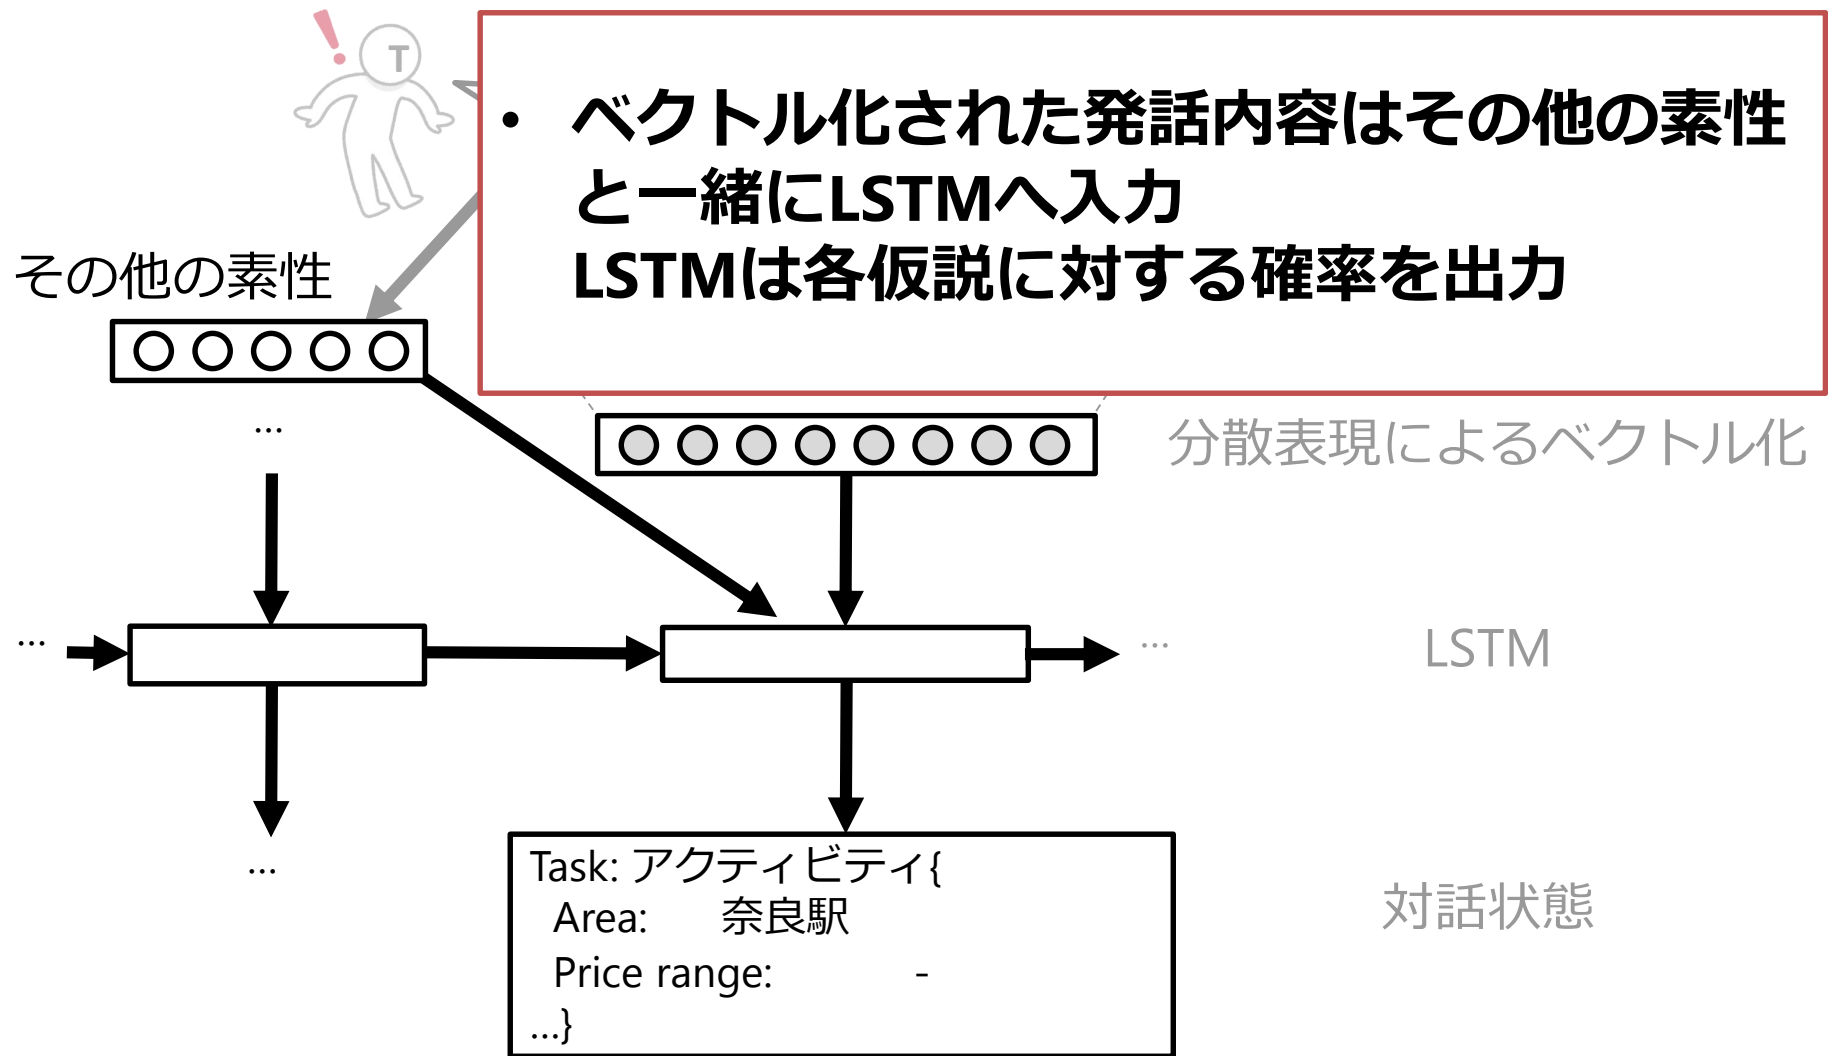 T
• ベクトル化された発話内容はその他の素性
と一緒にLSTMへ入力
LSTMは各仮説に対する確率を出力
その他の素性
...
分散表現によるベクトル化
...
...
LSTM
...
Task: アクティビティ{
Area: 奈良駅
Price range: -
...}
対話状態